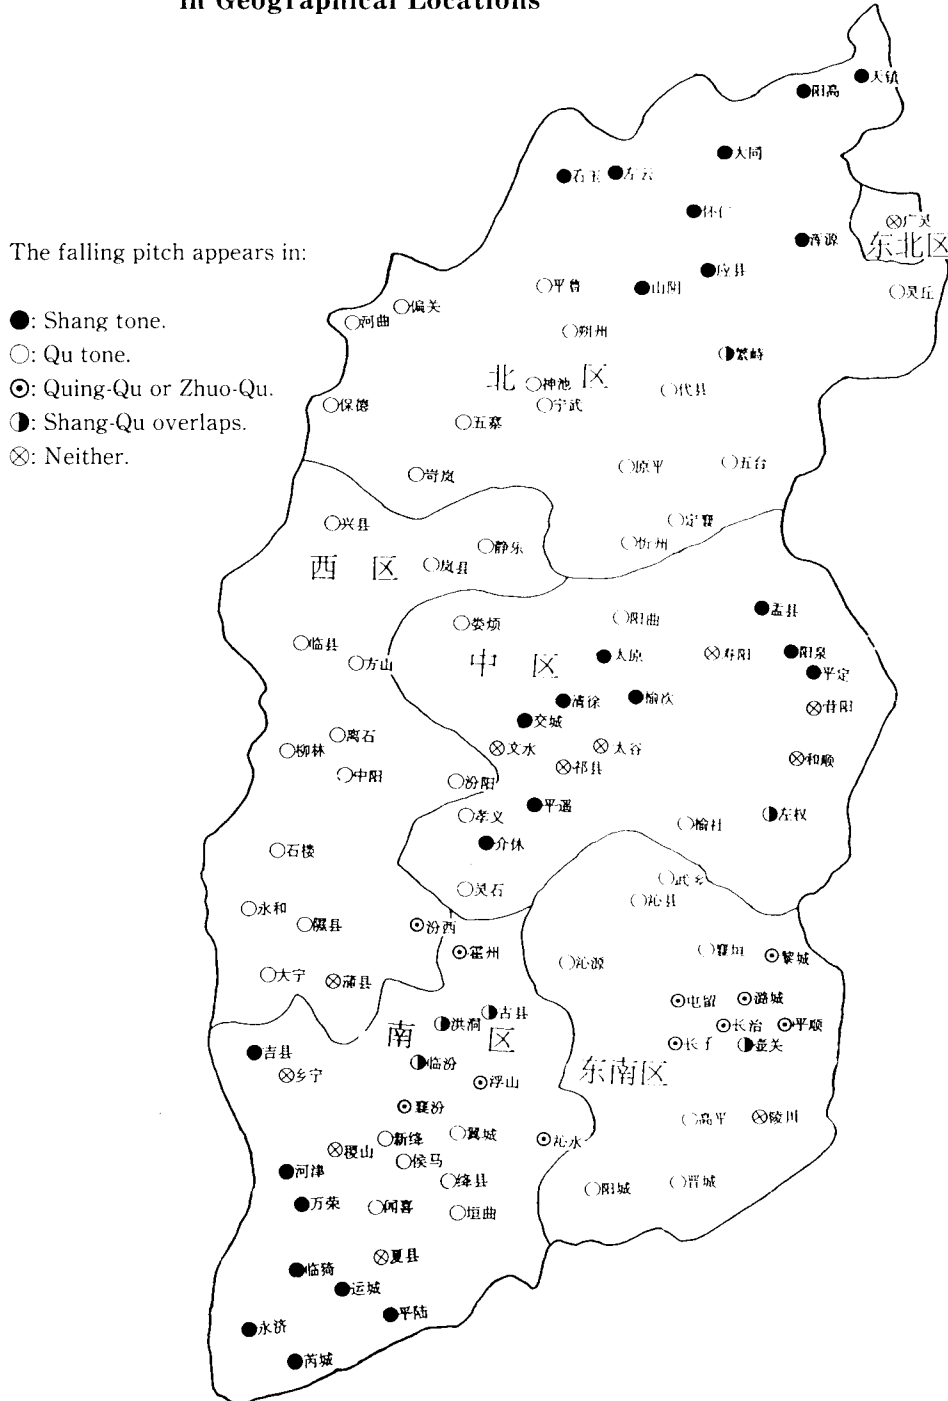 in Geographical Locations
The falling pitch appears in:
●: Shang tone.
○: Qu tone.
⊙: Quing-Qu or Zhuo-Qu.
◑: Shang-Qu overlaps.
⊗: Neither.
天镇
阳高
大同
左云
怀仁
广灵
浑源
东北区
应县
山阴
灵丘
偏关
河曲
朔州
繁峙
北区
神池
代县
保德
宁武
五寨
原平
五台
岢岚
定襄
兴县
忻州
静乐
西区
岚县
盂县
娄烦
阳曲
临县
中区
太原
寿阳
阳泉
方山
平定
清徐
榆次
昔阳
交城
离石
柳林
文水
太谷
和顺
祁县
中阳
汾阳
平遥
孝义
左权
榆社
介休
石楼
武乡
灵石
沁县
永和
隰县
汾西
襄垣
霍州
黎城
沁源
大宁
蒲县
屯留
潞城
古县
洪洞
长治
平顺
南区
长子
壶关
吉县
临汾
东南区
乡宁
浮山
襄汾
高平
陵川
翼城
新绛
沁水
稷山
侯马
河津
绛县
阳城
晋城
万荣
闻喜
垣曲
夏县
临猗
运城
平陆
永济
芮城